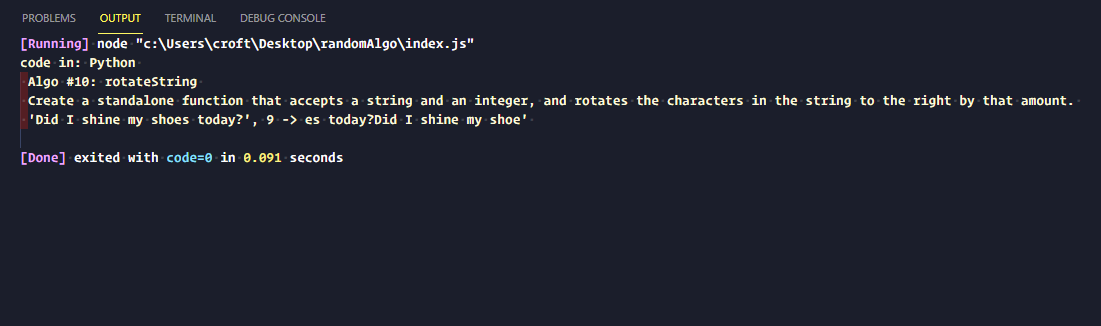 PROBLEMS OUTPUT TERMINAL DEBUG CONSOLE
[Running] node "c:\Users\croft\Desktop\randomAlgo\index.js"
code in: Python
Algo #10: rotateString
Create a standalone function that accepts a string and an integer, and rotates the characters in the string to the right by that amount.
'Did I shine my shoes today?', 9 -> es today?Did I shine my shoe'
[Done] exited with code=0 in 0.091 seconds